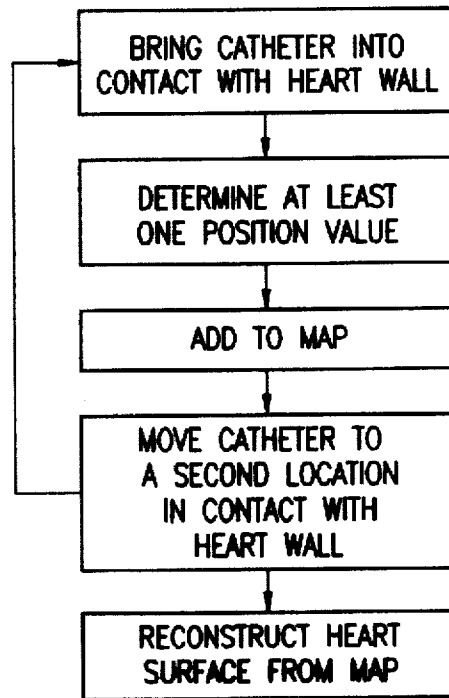 BRING CATHETER INTO
CONTACT WITH HEART WALL
DETERMINE AT LEAST
ONE POSITION VALUE
ADD TO MAP
MOVE CATHETER TO
A SECOND LOCATION
IN CONTACT WITH
HEART WALL
RECONSTRUCT HEART
SURFACE FROM MAP